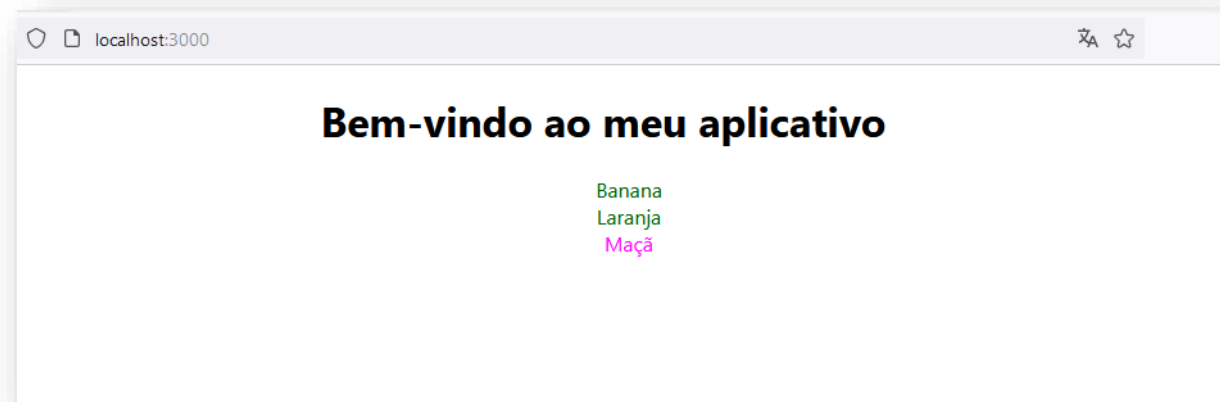 localhost:3000
Bem-vindo ao meu aplicativo
Banana
Laranja
Maçã